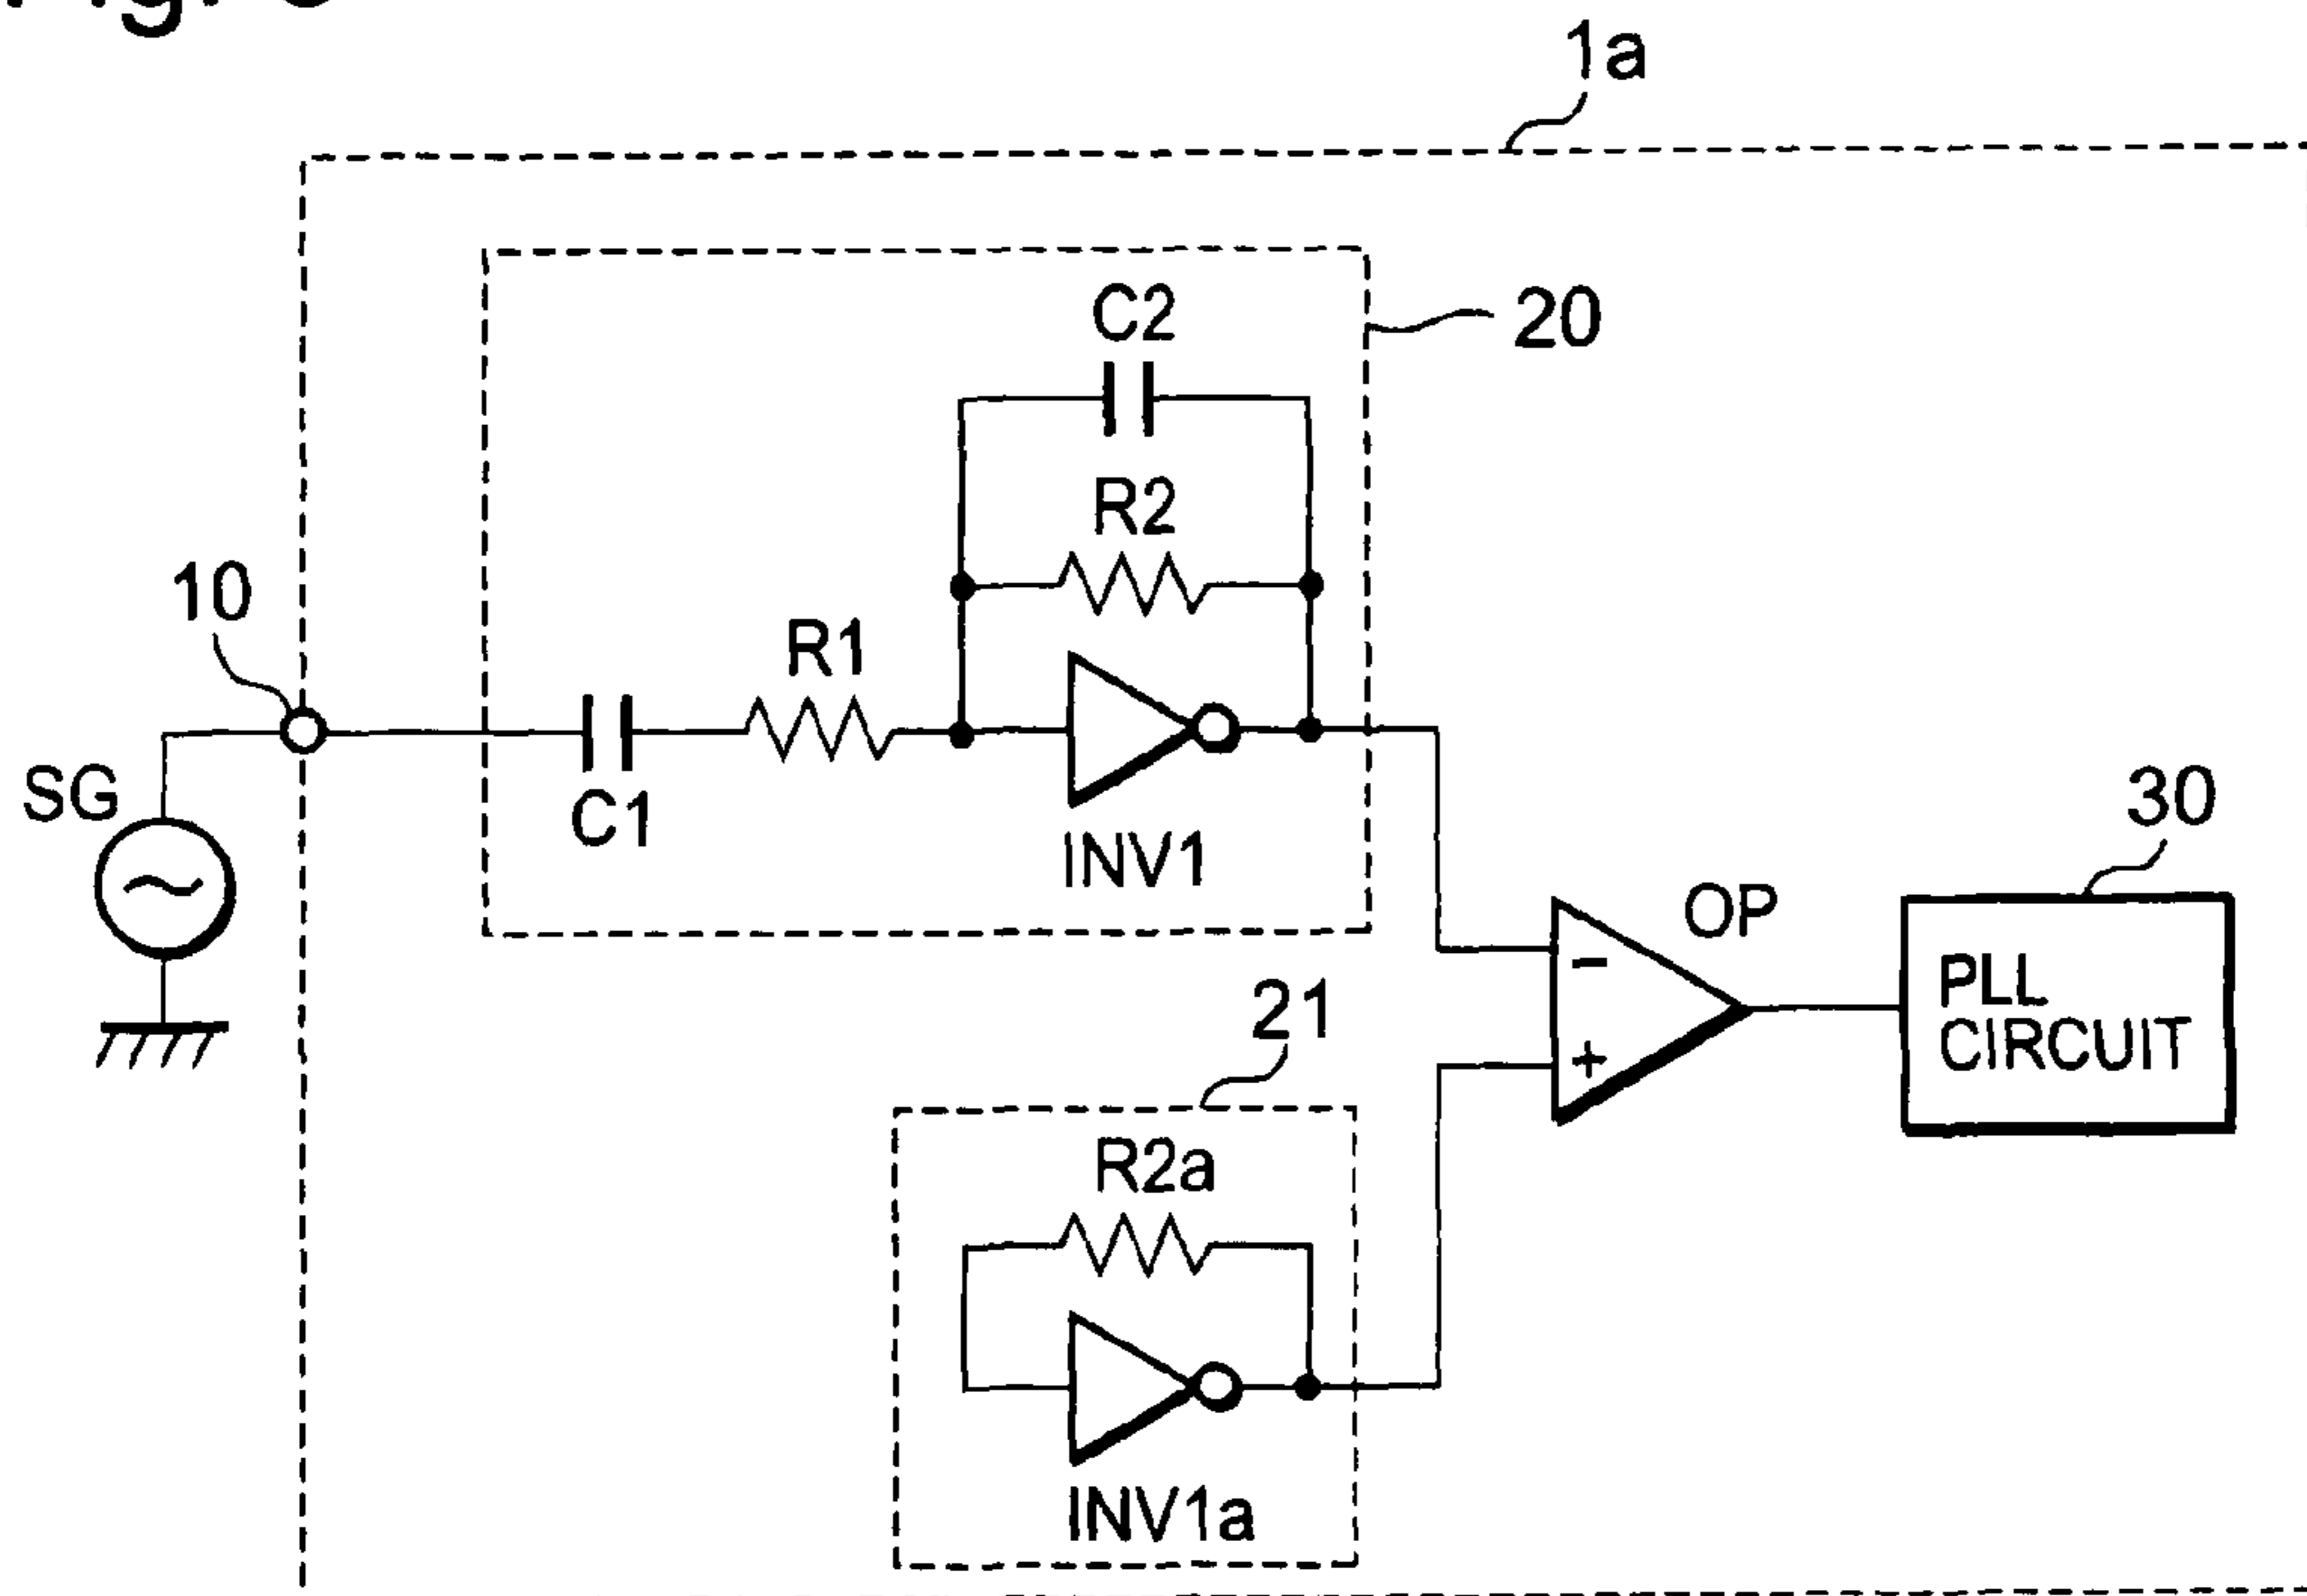 1a
C2
20
R2
10
R1
SG
C1
INV1
30
OP
-
PLL
CIRCUIT
21
+
R2a
INV1a